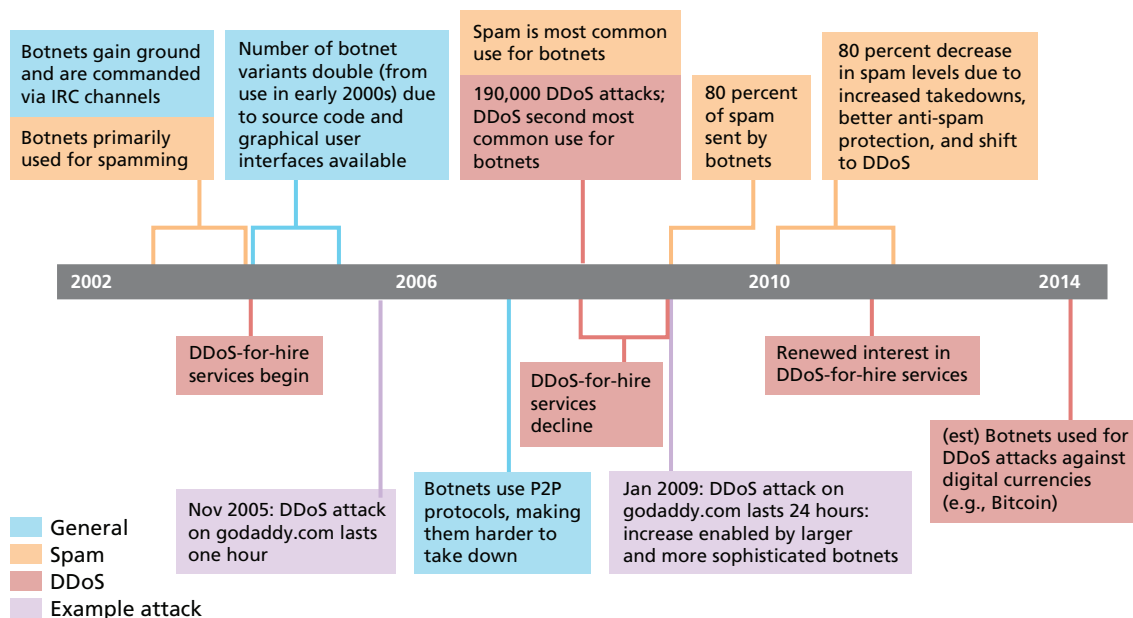 Botnets gain ground
and are commanded
via IRC channels
Botnets primarily
used for spamming
Number of botnet
variants double (from
use in early 2000s) due
to source code and
graphical user
interfaces available
Spam is most common
use for botnets
190,000 DDoS attacks;
DDoS second most
common use for
botnets
80 percent
of spam
sent by
botnets
80 percent decrease
in spam levels due to
increased takedowns,
better anti-spam
protection, and shift
to DDoS
2002
2006
2010
2014
DDoS-for-hire
services begin
DDoS-for-hire
services
decline
Renewed interest in
DDoS-for-hire services
(est) Botnets used for
DDoS attacks against
digital currencies
(e.g., Bitcoin)
Nov 2005: DDoS attack
on godaddy.com lasts
one hour
Botnets use P2P
protocols, making
them harder to
take down
Jan 2009: DDoS attack on
godaddy.com lasts 24 hours:
increase enabled by larger
and more sophisticated botnets
General
Spam
DDoS
Example attack